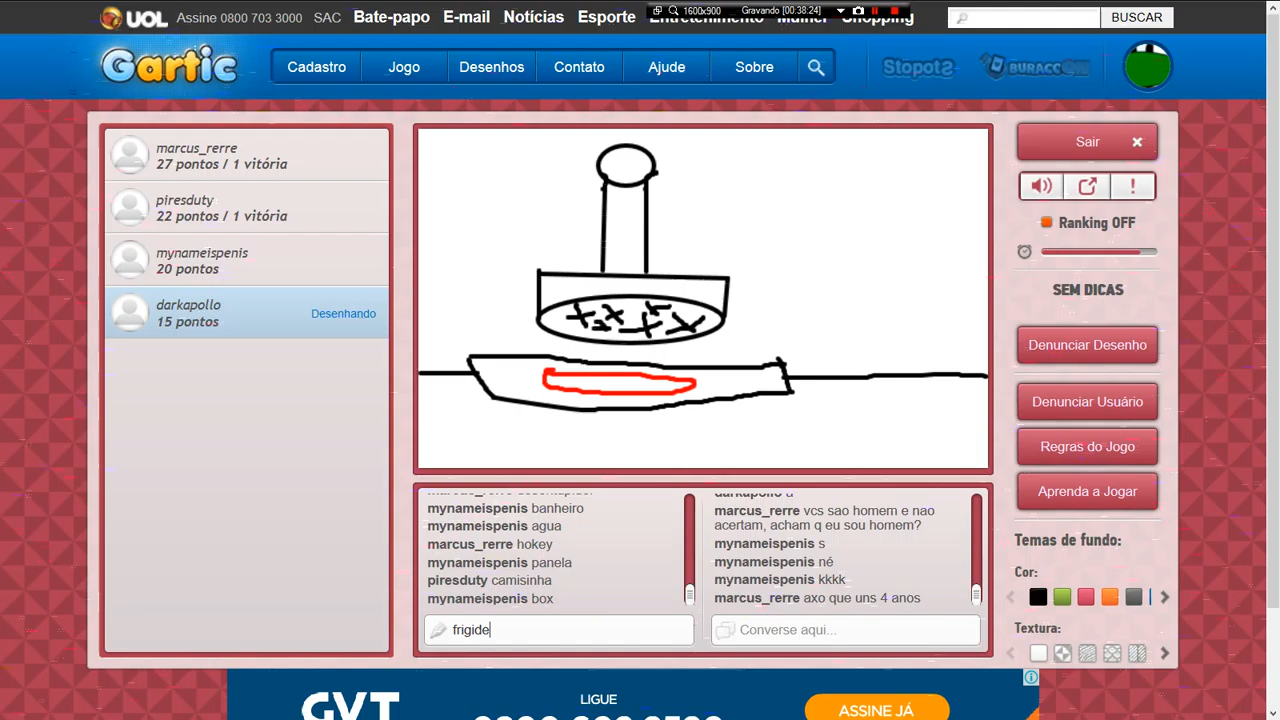 UOL Assine 0800 703 3000 SAC Bate-papo E-mail Notícias Esporte Entretenimento Mulher Shopping BUSCAR
1600x900 Gravando [00:38:24]
Gartic Cadastro Jogo Desenhos Contato Ajude Sobre StopotS BURACOON
marcus_rerre
27 pontos / 1 vitória
piresduty
22 pontos / 1 vitória
mynameispenis
20 pontos
darkapollo
15 pontos
Desenhando
mynameispenis banheiro
mynameispenis agua
marcus_rerre hokey
mynameispenis panela
piresduty camisinha
mynameispenis box
frigide
darkapollo a
marcus_rerre vcs sao homem e nao
acertam, acham q eu sou homem?
mynameispenis s
mynameispenis né
mynameispenis kkkk
marcus_rerre axo que uns 4 anos
Converse aqui...
Sair
!
Ranking OFF
SEM DICAS
Denunciar Desenho
Denunciar Usuário
Regras do Jogo
Aprenda a Jogar
Temas de fundo:
Cor:
Textura:
GVT
LIGUE
ASSINE JÁ